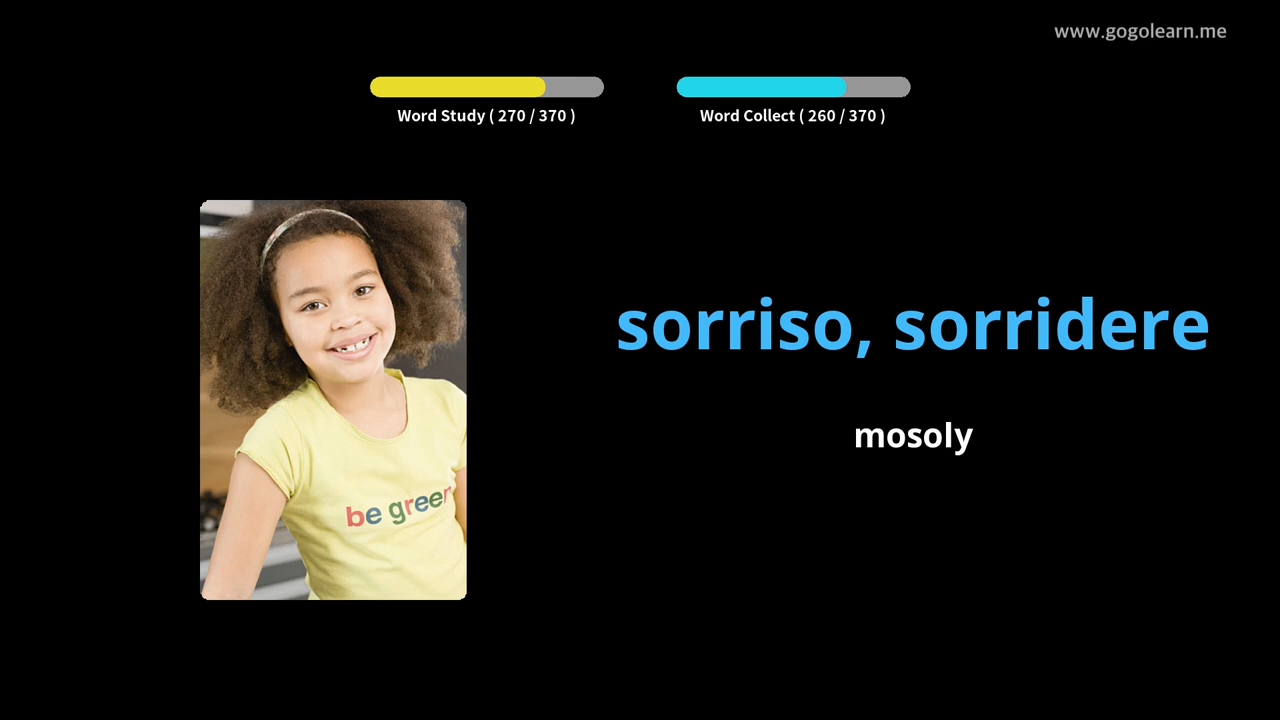 www.gogolearn.me
Word Study ( 270 / 370 )
Word Collect ( 260 / 370 )
sorriso, sorridere
mosoly
be green